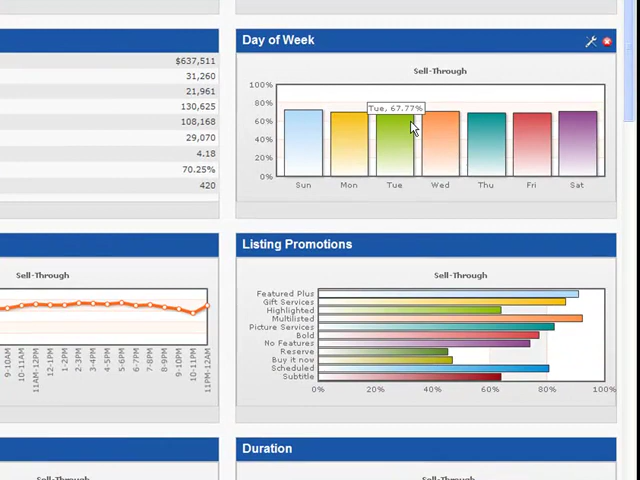 Day of Week
$637,511
31,260
21,961
130,625
108,168
29,070
4.18
70.25%
420
Sell-Through
100%
80%
60%
40%
20%
0%
Tue, 67.77%
Sun Mon Tue Wed Thu Fri Sat
Listing Promotions
Sell-Through
9-10AM
10-11AM
11AM-12PM
12-1PM
1-2PM
2-3PM
3-4PM
4-5PM
5-6PM
6-7PM
7-8PM
8-9PM
9-10PM
10-11PM
11PM-12AM
Sell-Through
Featured Plus
Gift Services
Highlighted
Multilisted
Picture Services
Bold
No Features
Reserve
Buy it now
Scheduled
Subtitle
0% 20% 40% 60% 80% 100%
Duration
Sell-Through
Sell-Through